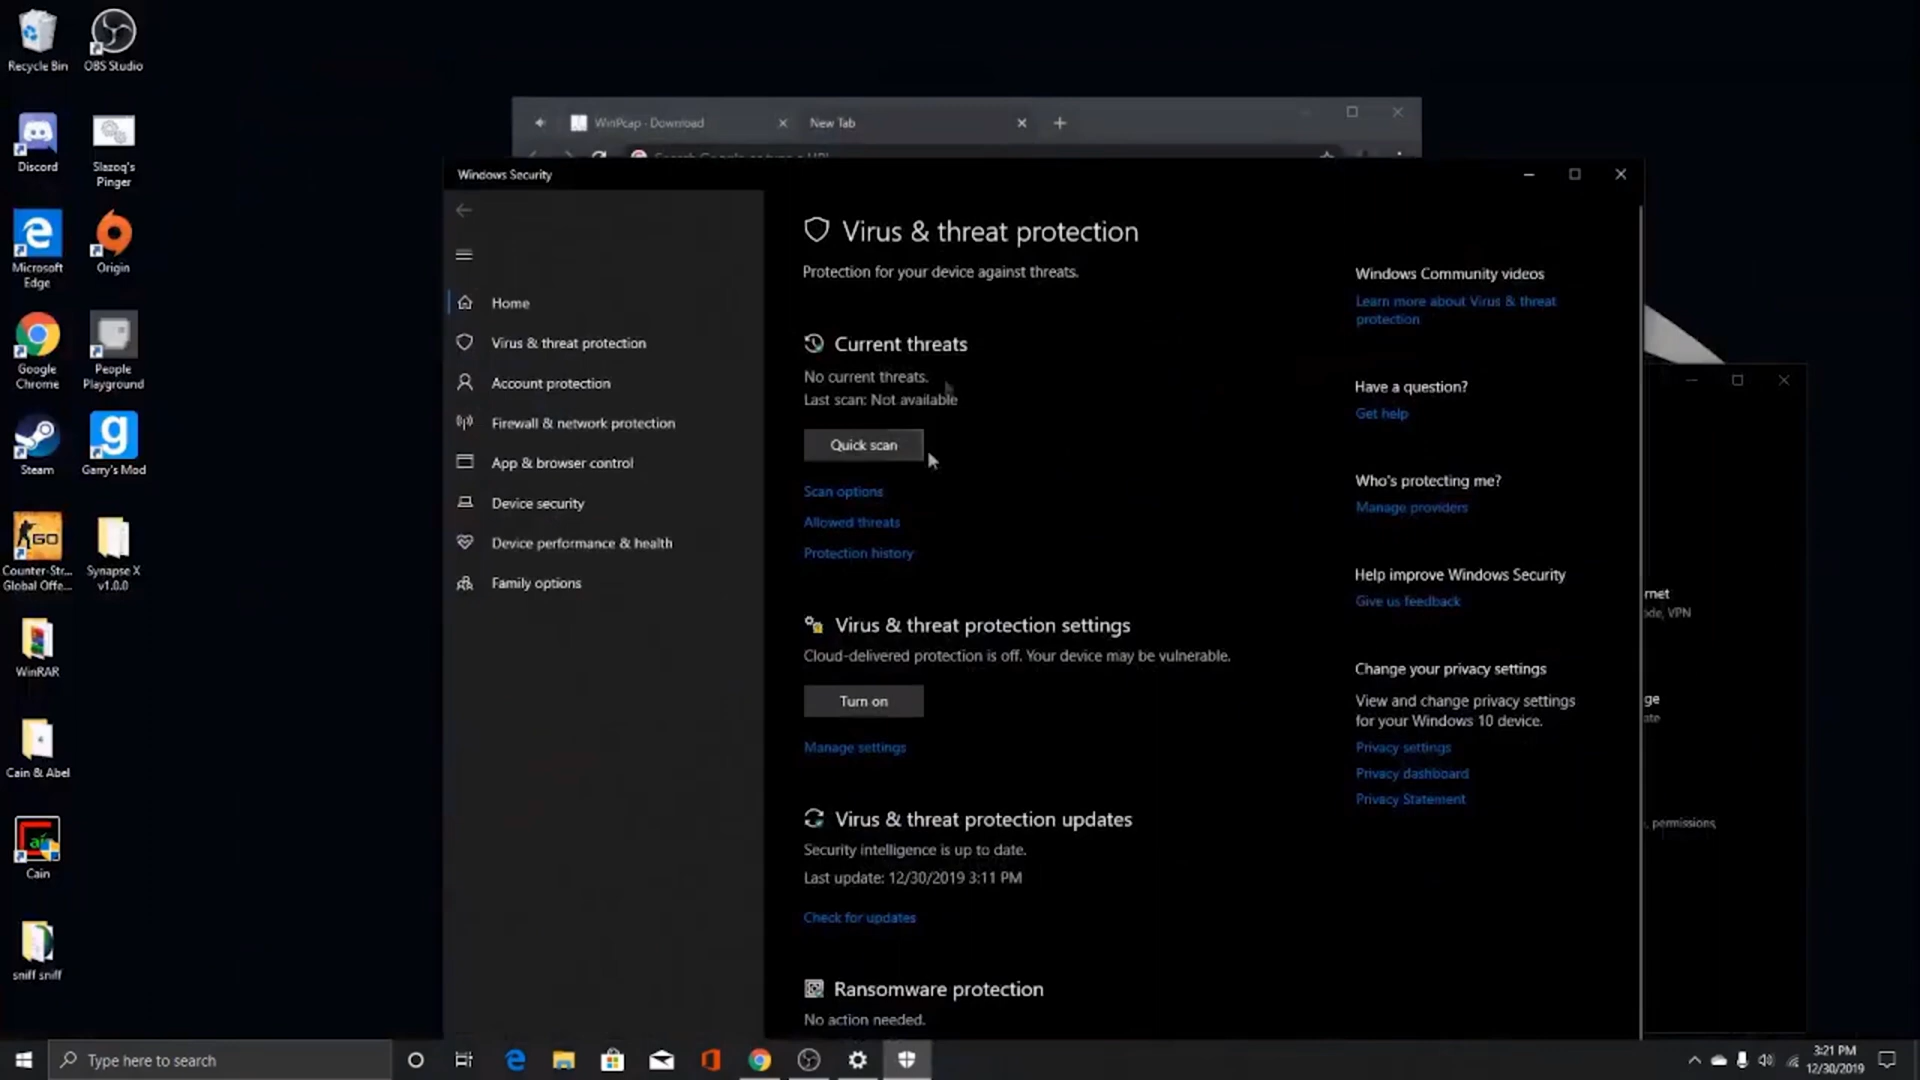 Recycle Bin
OBS Studio
Discord
Slazoq's
Pinger
Microsoft
Edge
Origin
Google
Chrome
People
Playground
Steam
Garry's Mod
Counter-Str...
Global Offe...
Synapse X
v1.0.0
WinRAR
Cain & Abel
Cain
sniff sniff
WinPcap - Download
New Tab
Windows Security
Home
Virus & threat protection
Account protection
Firewall & network protection
App & browser control
Device security
Device performance & health
Family options
Virus & threat protection
Protection for your device against threats.
Current threats
No current threats.
Last scan: Not available
Quick scan
Scan options
Allowed threats
Protection history
Virus & threat protection settings
Cloud-delivered protection is off. Your device may be vulnerable.
Turn on
Manage settings
Virus & threat protection updates
Security intelligence is up to date.
Last update: 12/30/2019 3:11 PM
Check for updates
Ransomware protection
No action needed.
Windows Community videos
Learn more about Virus & threat
protection
Have a question?
Get help
Who's protecting me?
Manage providers
Help improve Windows Security
Give us feedback
Change your privacy settings
View and change privacy settings
for your Windows 10 device.
Privacy settings
Privacy dashboard
Privacy Statement
rnet
de, VPN
ge
ate
, permissions,
Type here to search
3:21 PM
12/30/2019